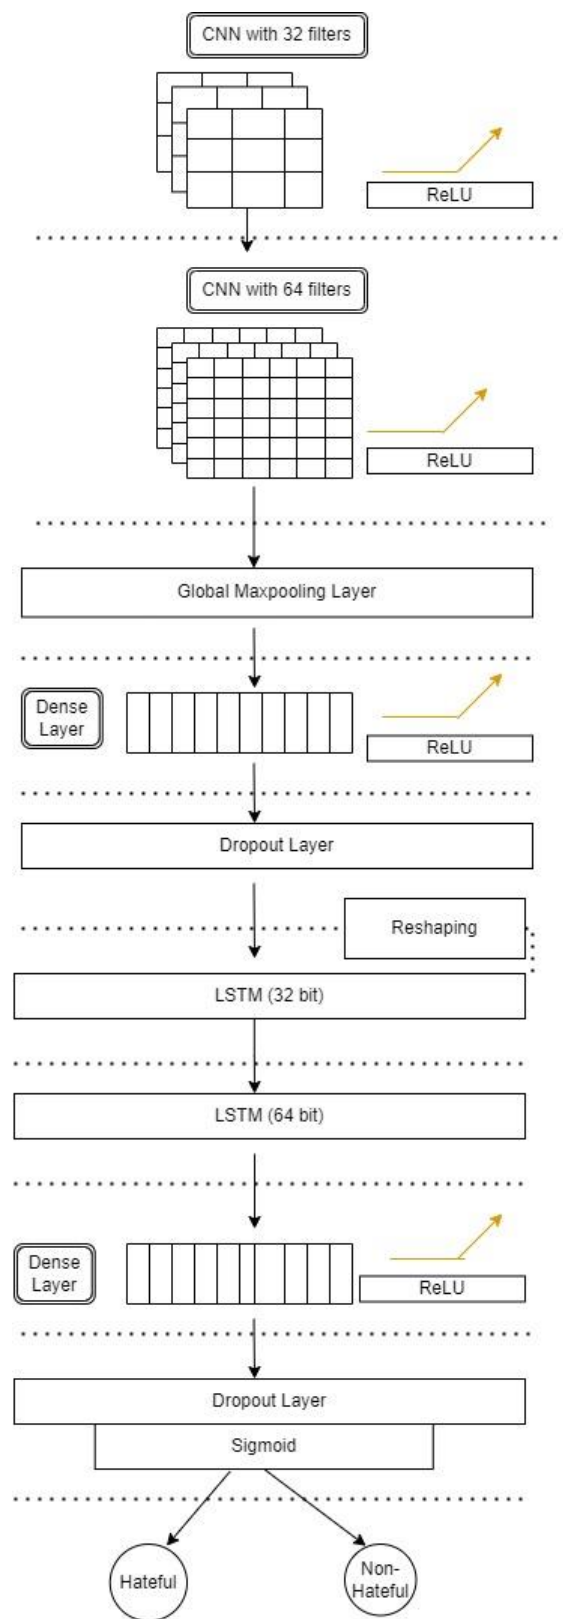 CNN with 32 filters
ReLU
CNN with 64 filters
ReLU
Global Maxpooling Layer
Dense
Layer
ReLU
Dropout Layer
Reshaping
LSTM (32 bit)
LSTM (64 bit)
Dense
Layer
ReLU
Dropout Layer
Sigmoid
Hateful
Non-
Hateful